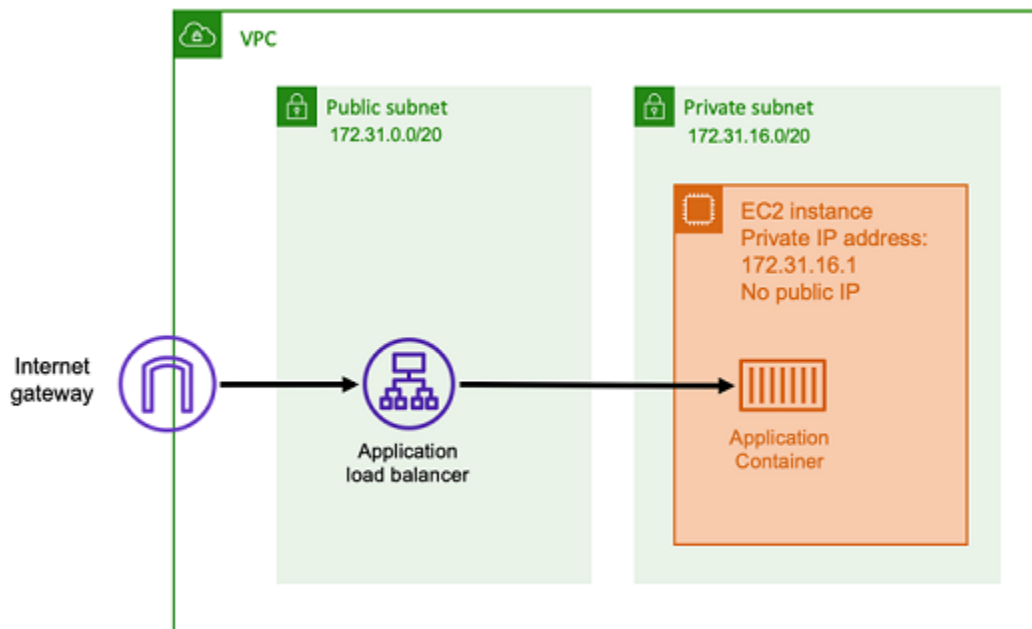 VPC
Public subnet
172.31.0.0/20
Private subnet
172.31.16.0/20
EC2 instance
Private IP address:
172.31.16.1
No public IP
Internet
gateway
Application
load balancer
Application
Container